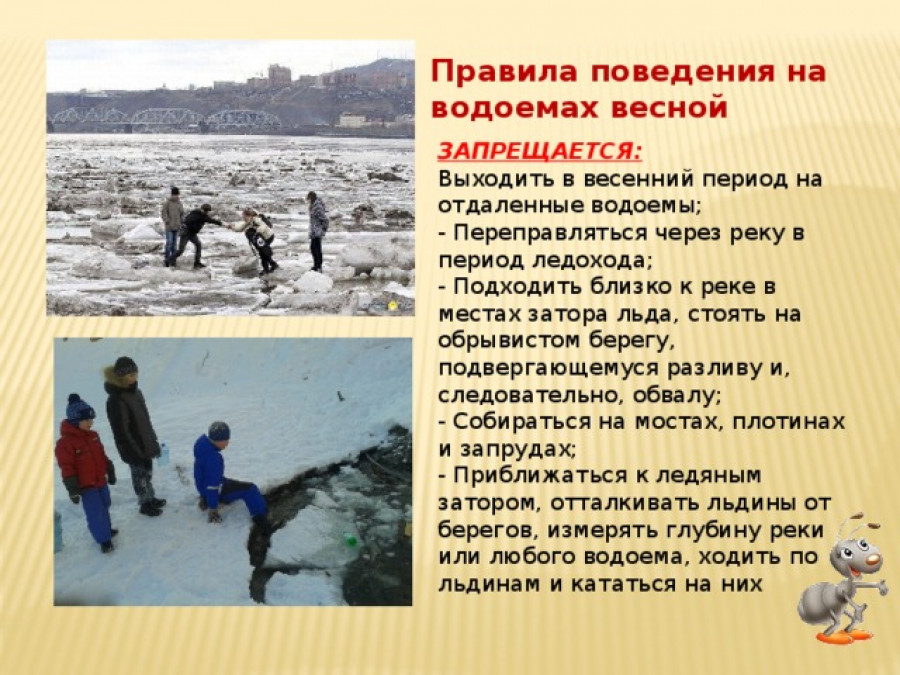 Правила поведения на
водоемах весной
ЗАПРЕЩАЕТСЯ:
Выходить в весенний период на
отдаленные водоемы;
- Переправляться через реку в
период ледохода;
- Подходить близко к реке в
местах затора льда, стоять на
обрывистом берегу,
подвергающемуся разливу и,
следовательно, обвалу;
- Собираться на мостах, плотинах
и запрудах;
- Приближаться к ледяным
затором, отталкивать льдины от
берегов, измерять глубину реки
или любого водоема, ходить по
льдинам и кататься на них